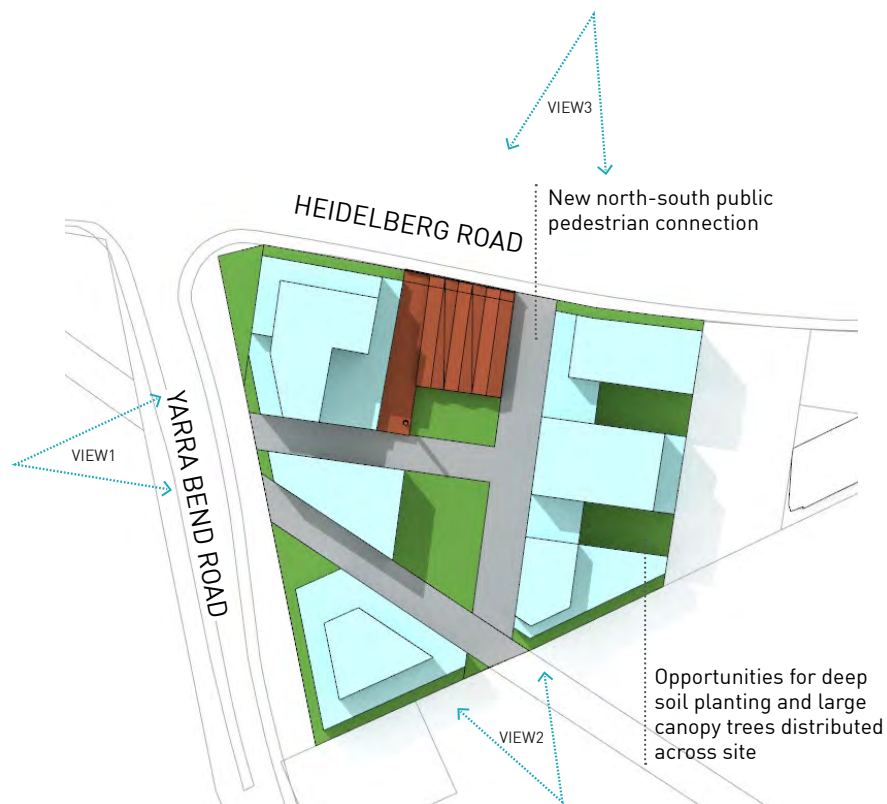 VIEW3
New north-south public
pedestrian connection
HEIDELBERG ROAD
YARRA BEND ROAD
VIEW1
Opportunities for deep
soil planting and large
canopy trees distributed
across site
VIEW2